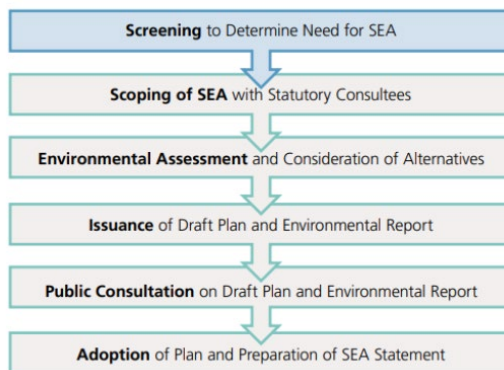 Screening to Determine Need for SEA
Scoping of SEA with Statutory Consultees
Environmental Assessment and Consideration of Alternatives
Issuance of Draft Plan and Environmental Report
Public Consultation on Draft Plan and Environmental Report
Adoption of Plan and Preparation of SEA Statement